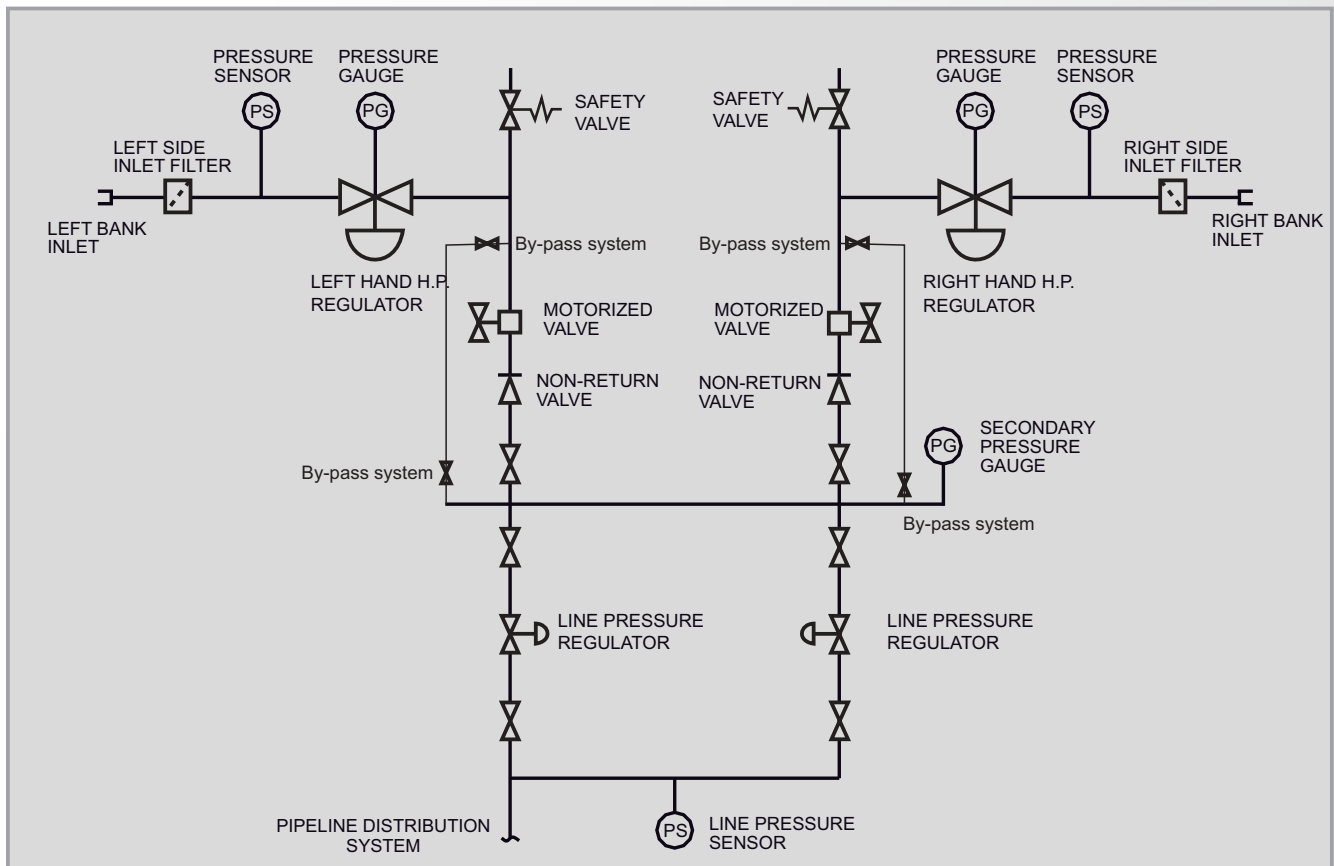 PRESSURE
SENSOR
PRESSURE
GAUGE
PRESSURE
GAUGE
PRESSURE
SENSOR
PS
PG
SAFETY
VALVE
SAFETY
VALVE
PG
PS
LEFT SIDE
INLET FILTER
RIGHT SIDE
INLET FILTER
LEFT BANK
INLET
RIGHT BANK
INLET
By-pass system
By-pass system
LEFT HAND H.P.
REGULATOR
RIGHT HAND H.P.
REGULATOR
MOTORIZED
VALVE
MOTORIZED
VALVE
NON-RETURN
VALVE
NON-RETURN
VALVE
PG
SECONDARY
PRESSURE
GAUGE
By-pass system
By-pass system
LINE PRESSURE
REGULATOR
LINE PRESSURE
REGULATOR
PIPELINE DISTRIBUTION
SYSTEM
PS
LINE PRESSURE
SENSOR